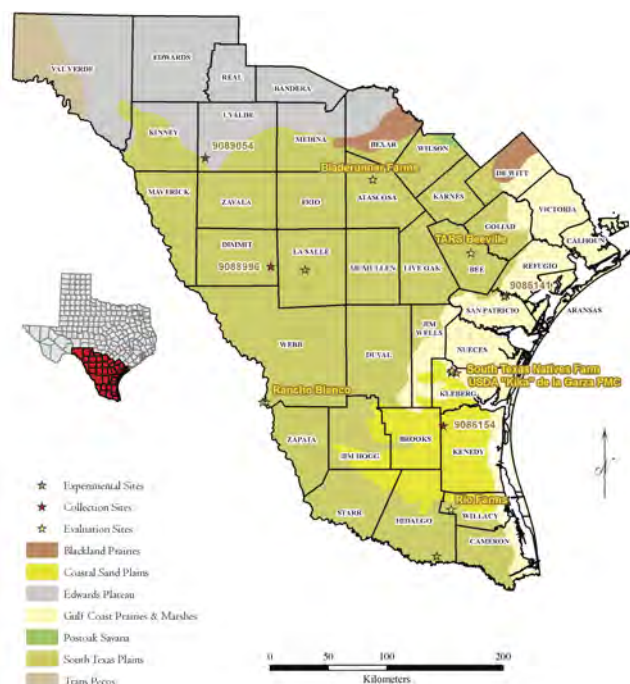 EDWARDS
VAL VERDE
REAL
BANDERA
UVALDE
KINNEY
MEDINA
BEXAR
WILSON
9089054
DE WITT
Bladerunner Farms
KARNES
VICTORIA
MAVERICK
ZAVALA
FRIO
ATASCOSA
GOLIAD
CALHOUN
TARS Beeville
DIMMIT
LA SALLE
BEE
REFUGIO
9088996
MCMULLEN
LIVE OAK
9085141
SAN PATRICIO
ARANSAS
JIM
WELLS
WEBB
NUECES
DUVAL
South Texas Natives Farm
USDA "Kika" de la Garza PMC
KLEBERG
Rancho Blanco
9086154
ZAPATA
BROOKS
JIM HOGG
KENEDY
Rio Farms
STARR
WILLACY
HIDALGO
CAMERON
Experimental Sites
Collection Sites
Evaluation Sites
Blackland Prairies
Coastal Sand Plains
Edwards Plateau
Gulf Coast Prairies & Marshes
Postoak Savana
South Texas Plains
Trans Pecos
0 50 100 200
Kilometers